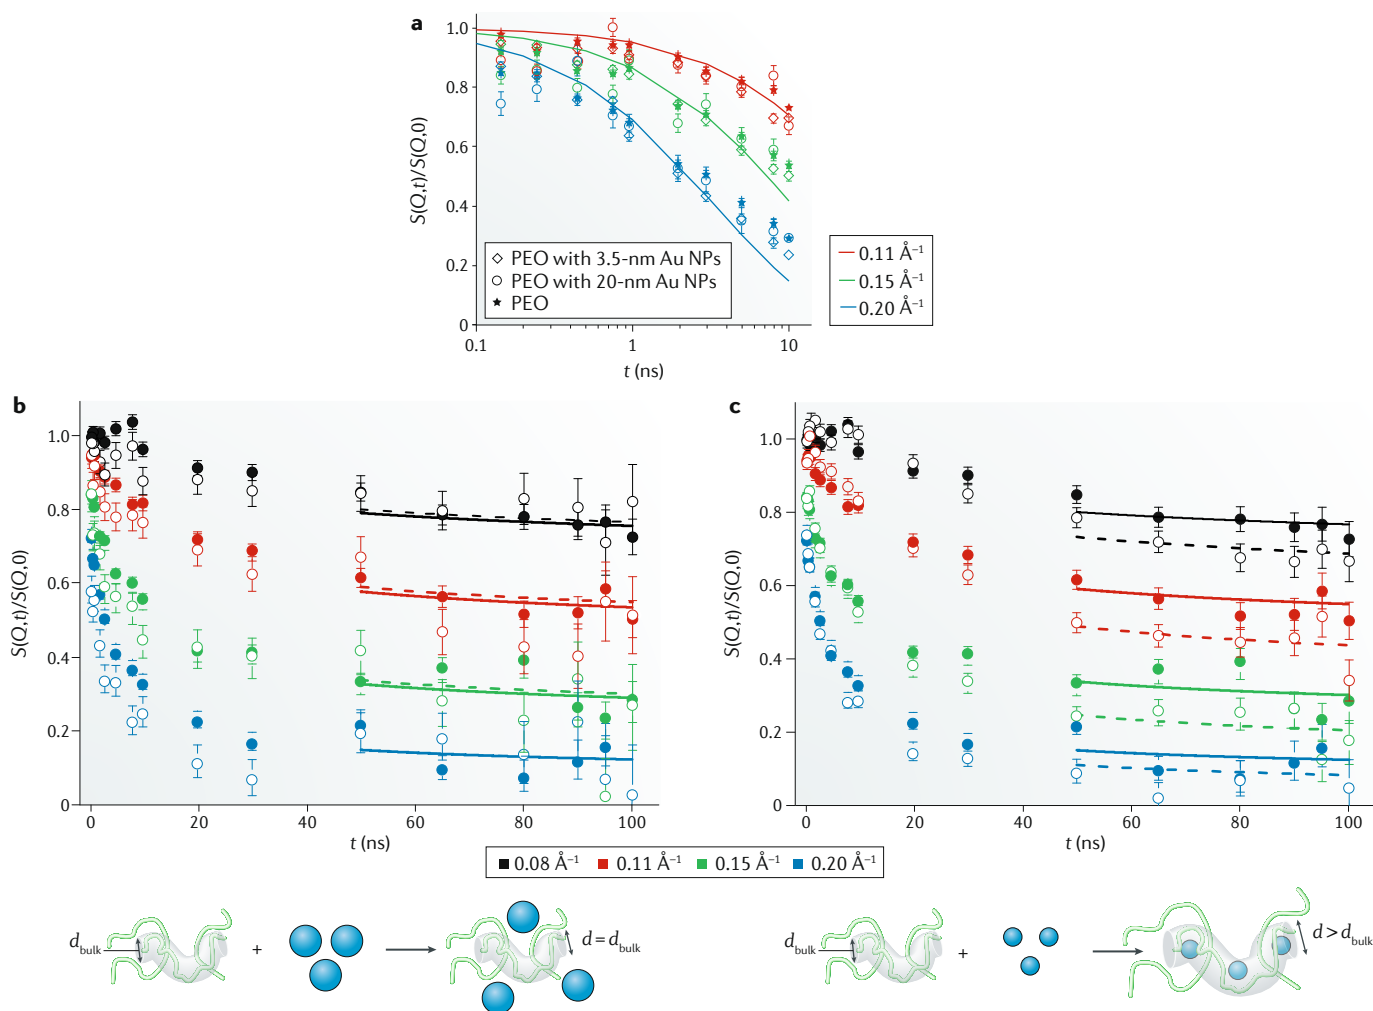 a
1.0
0.8
0.6
0.4
0.2
0
S(Q,t)/S(Q,0)
PEO with 3.5-nm Au NPs
PEO with 20-nm Au NPs
PEO
0.11 Å⁻¹
0.15 Å⁻¹
0.20 Å⁻¹
0.1 1 10
t (ns)
b
1.0
0.8
0.6
0.4
0.2
0
S(Q,t)/S(Q,0)
0 20 40 60 80 100
t (ns)
c
1.0
0.8
0.6
0.4
0.2
0
S(Q,t)/S(Q,0)
0 20 40 60 80 100
t (ns)
0.08 Å⁻¹ 0.11 Å⁻¹ 0.15 Å⁻¹ 0.20 Å⁻¹
d_bulk + d = d_bulk
d_bulk + d > d_bulk